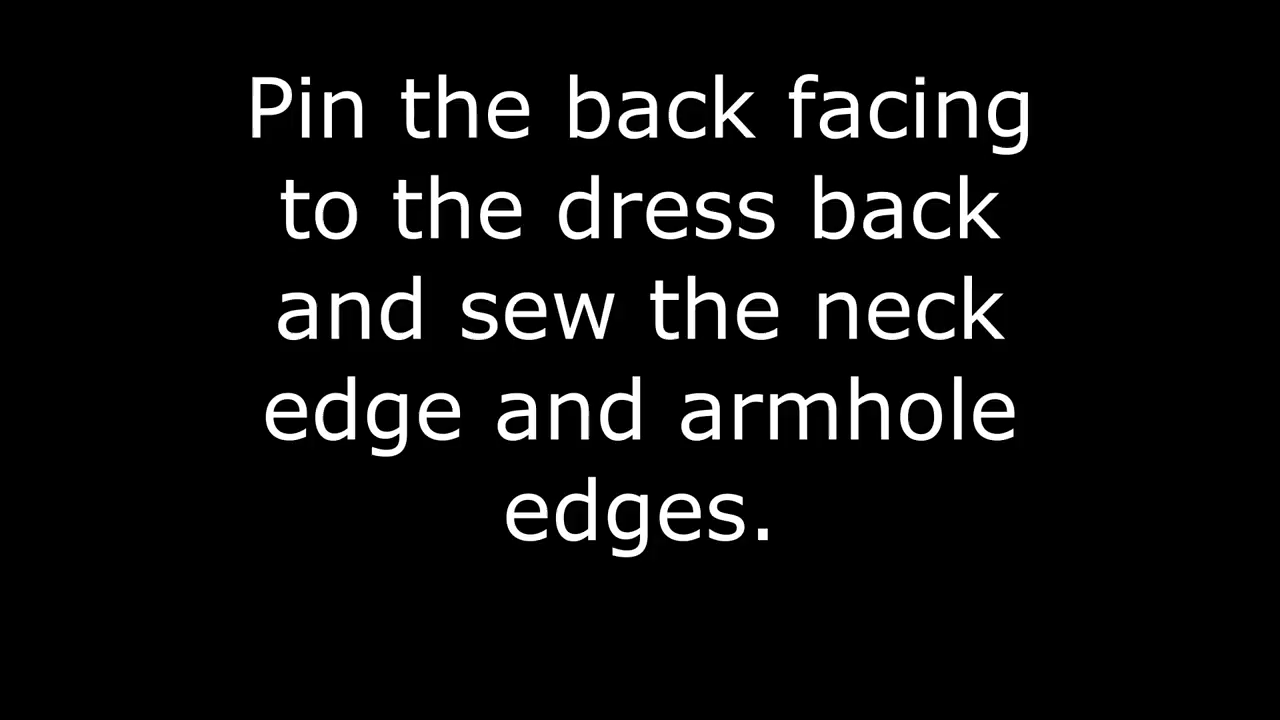 Pin the back facing
to the dress back
and sew the neck
edge and armhole
edges.